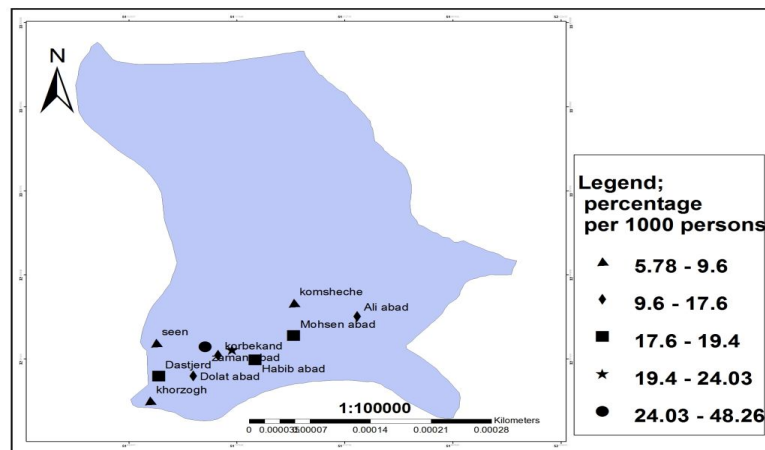 N
komsheche
Ali abad
Mohsen abad
seen
korbekand
zaman abad
Dastjerd
Habib abad
Dolat abad
khorzogh
1:100000
Kilometers
0 0.000035 0.00007 0.00014 0.00021 0.00028
Legend;
percentage
per 1000 persons
5.78 - 9.6
9.6 - 17.6
17.6 - 19.4
19.4 - 24.03
24.03 - 48.26